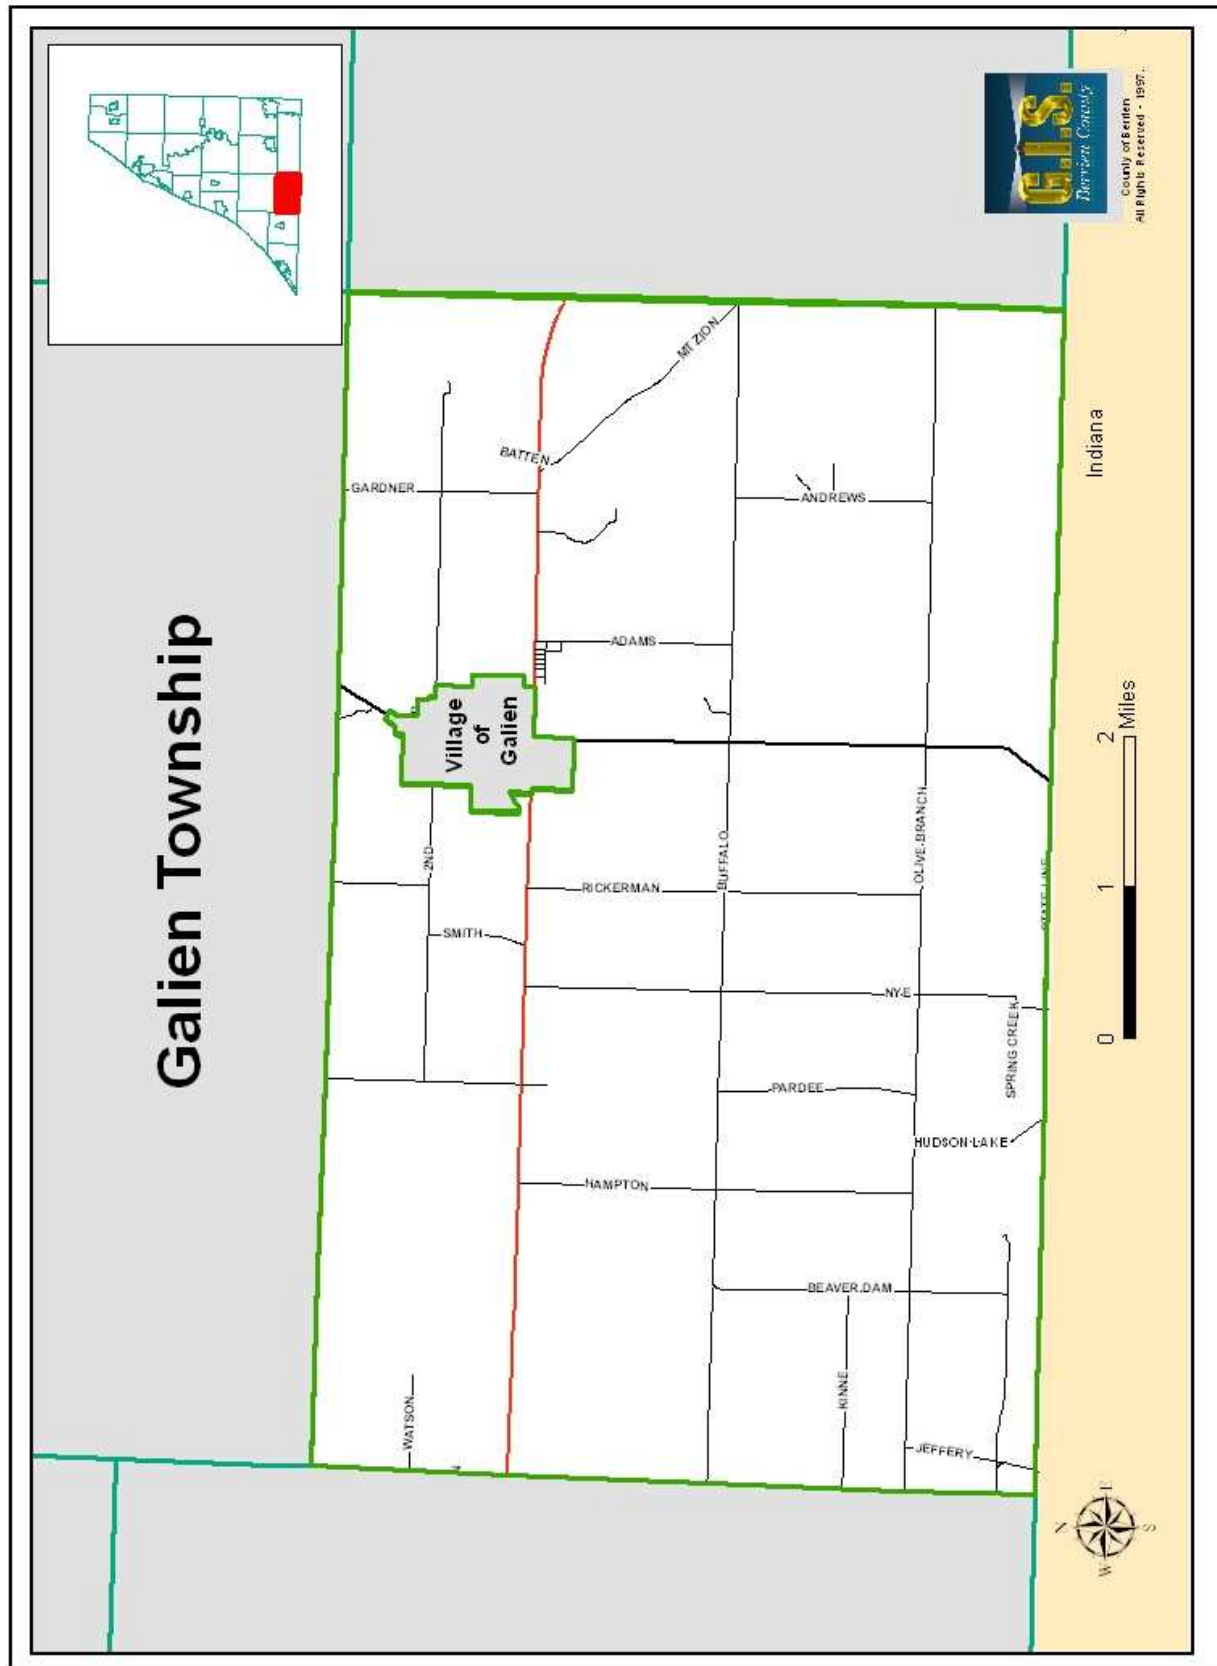 Galien Township
G.I.S.
Berrien County
County of Berrien
All Rights Reserved - 1997.
MT ZION
BATTEN
GARDNER
ANDREWS
ADAMS
Village
of
Galien
2ND
SMITH
RICKERMAN
BUFFALO
OLIVE BRANCH
STATE LINE
NYE
SPRING CREEK
PARDEE
HUDSON LAKE
HAMPTON
BEAVER DAM
KINNE
WATSON
JEFFERY
Indiana
0 1 2 Miles
N
W E
S